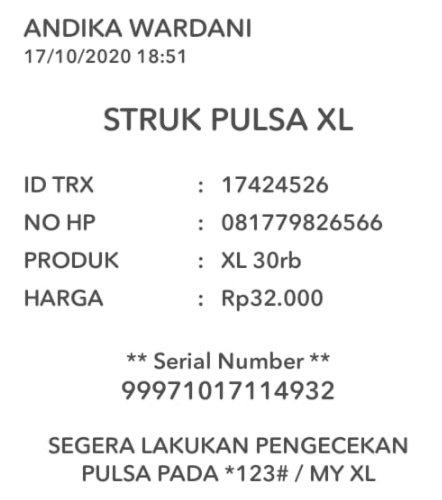 ANDIKA WARDANI
17/10/2020 18:51
STRUK PULSA XL
ID TRX : 17424526
NO HP : 081779826566
PRODUK : XL 30rb
HARGA : Rp32.000
** Serial Number **
99971017114932
SEGERA LAKUKAN PENGECEKAN
PULSA PADA *123# / MY XL